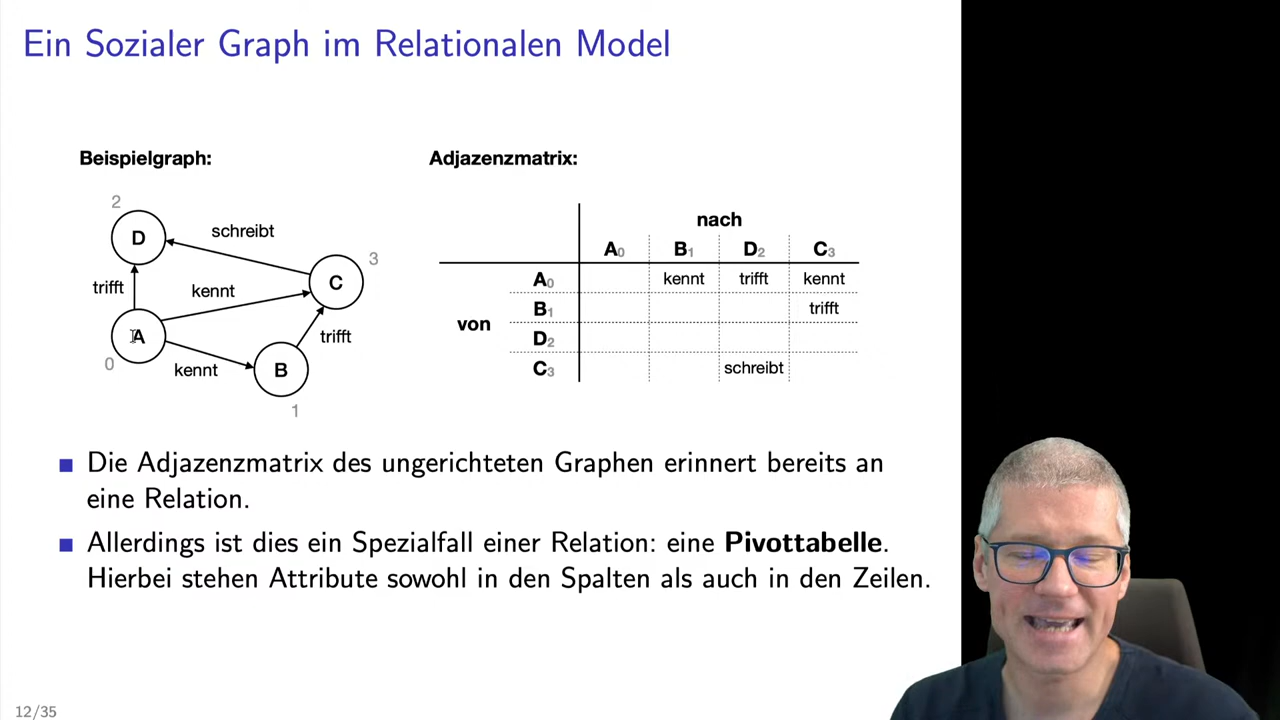 Ein Sozialer Graph im Relationalen Model
Beispielgraph:
2
D
schreibt
3
C
trifft
kennt
A
0
kennt
B
1
trifft
Adjazenzmatrix:
nach
A0 B1 D2 C3
von
A0 kennt trifft kennt
B1 trifft
D2
C3 schreibt
Die Adjazenzmatrix des ungerichteten Graphen erinnert bereits an
eine Relation.
Allerdings ist dies ein Spezialfall einer Relation: eine Pivottabelle.
Hierbei stehen Attribute sowohl in den Spalten als auch in den Zeilen.
12/35